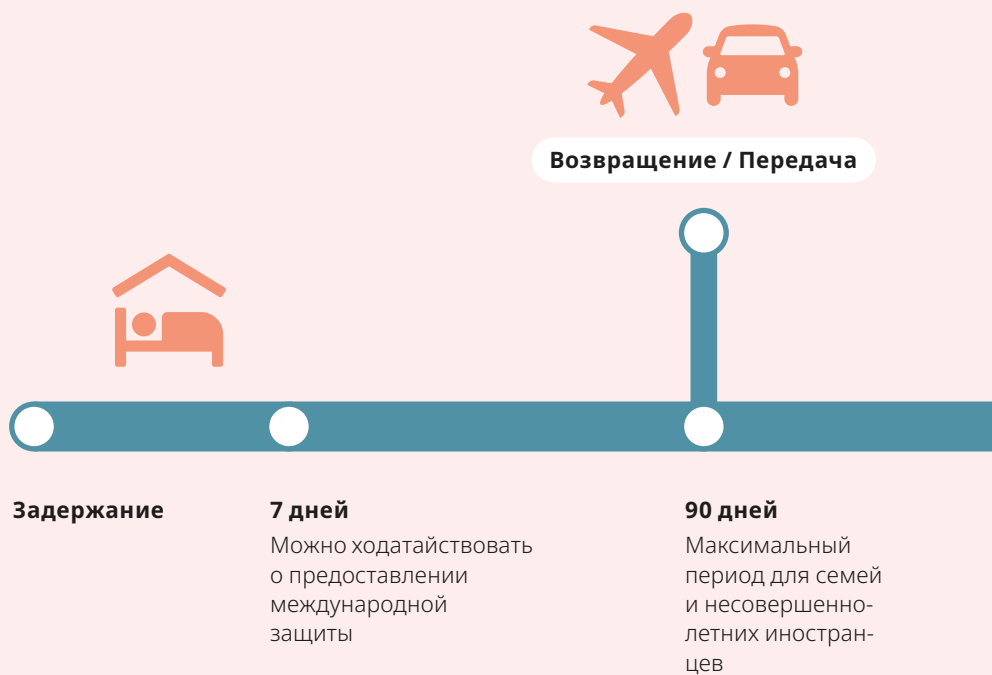 Возвращение / Передача
Задержание
7 дней
Можно ходатайствовать
о предоставлении
международной
защиты
90 дней
Максимальный
период для семей
и несовершенно-
летних иностран-
цев